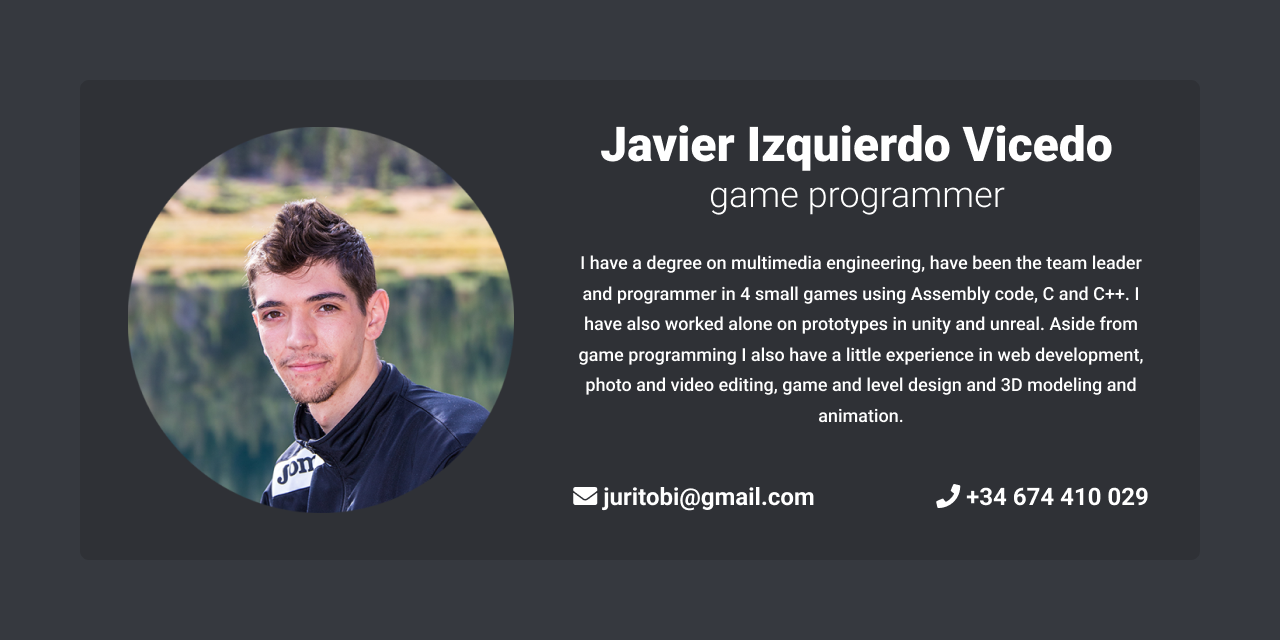 Javier Izquierdo Vicedo
game programmer
I have a degree on multimedia engineering, have been the team leader
and programmer in 4 small games using Assembly code, C and C++. I
have also worked alone on prototypes in unity and unreal. Aside from
game programming I also have a little experience in web development,
photo and video editing, game and level design and 3D modeling and
animation.
juritobi@gmail.com
+34 674 410 029
Jom